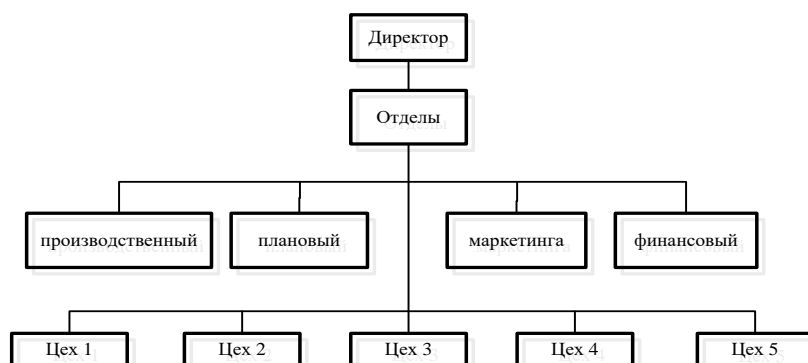 Директор
Отделы
производственный
плановый
маркетинга
финансовый
Цех 1
Цех 2
Цех 3
Цех 4
Цех 5